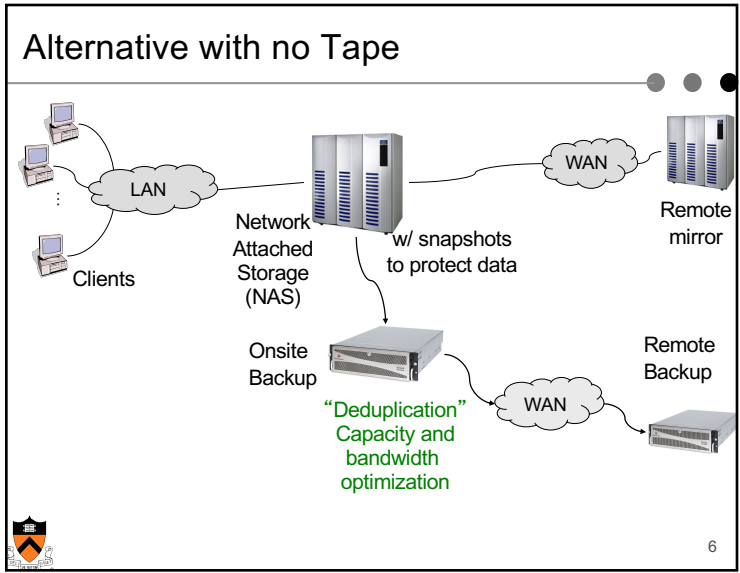 Alternative with no Tape
LAN
⋮
Clients
Network
Attached
Storage
(NAS)
w/ snapshots
to protect data
WAN
Remote
mirror
Onsite
Backup
“Deduplication”
Capacity and
bandwidth
optimization
WAN
Remote
Backup
6